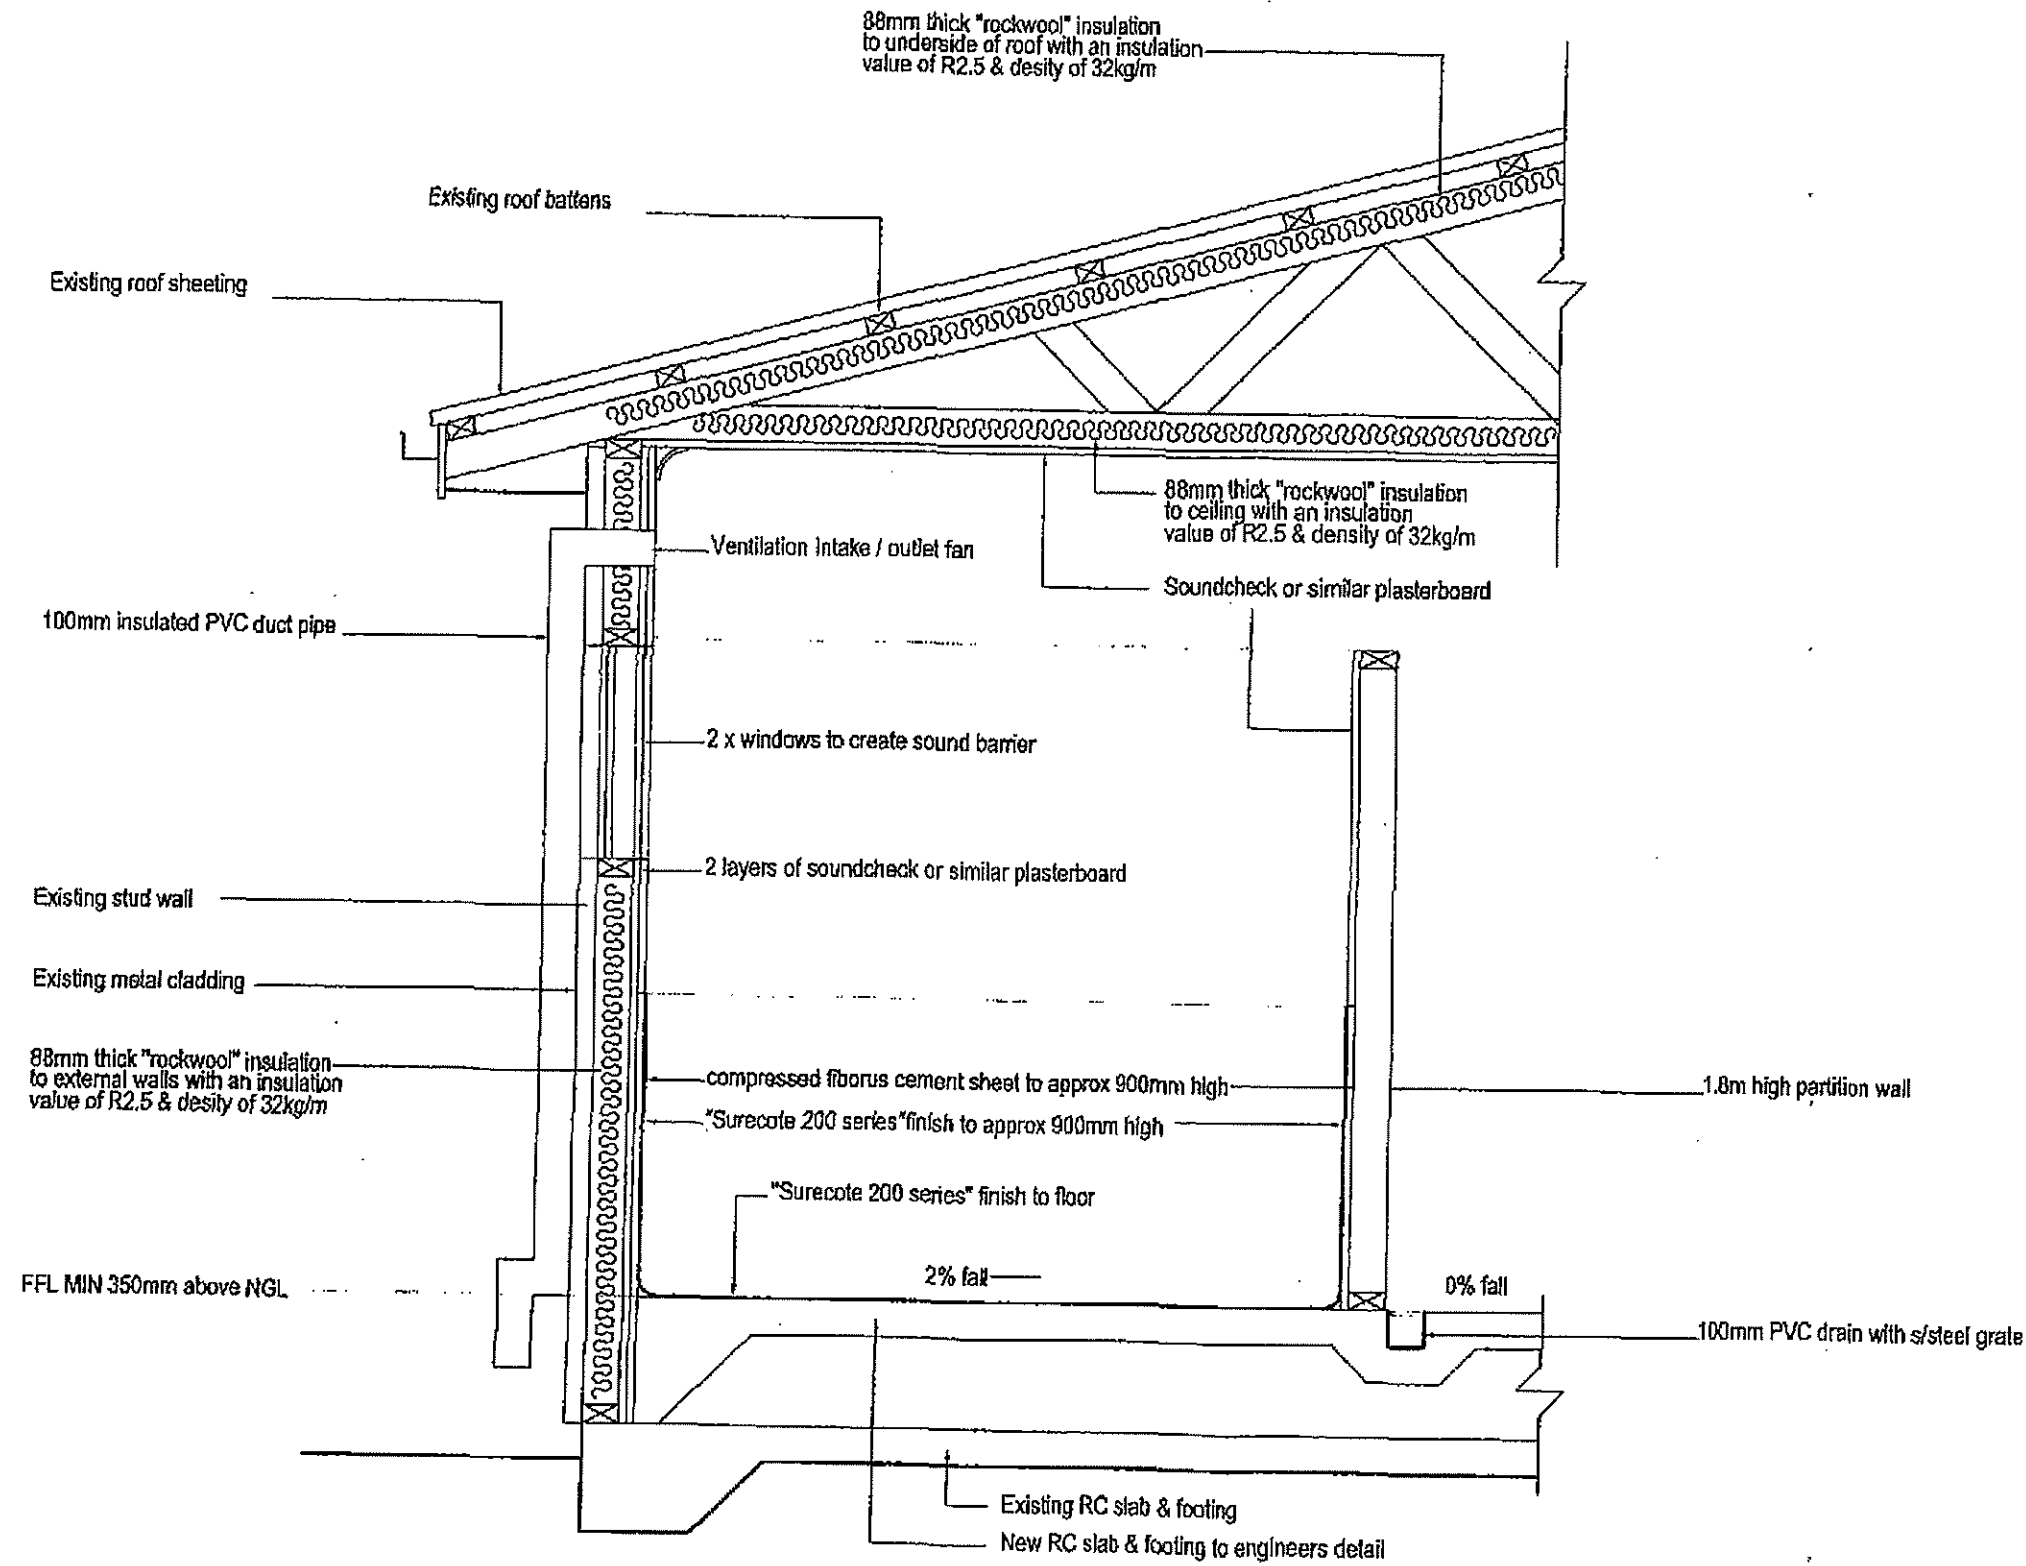 88mm thick "rockwool" insulation
to underside of roof with an insulation
value of R2.5 & desity of 32kg/m
Existing roof battens
Existing roof sheeting
88mm thick "rockwool" insulation
to ceiling with an insulation
value of R2.5 & density of 32kg/m
Ventilation intake / outlet fan
Soundcheck or similar plasterboard
100mm insulated PVC duct pipe
2 x windows to create sound barrier
2 layers of soundcheck or similar plasterboard
Existing stud wall
Existing metal cladding
88mm thick "rockwool" insulation
to external walls with an insulation
value of R2.5 & desity of 32kg/m
compressed fiborus cement sheet to approx 900mm high
1.8m high partition wall
"Surecote 200 series"finish to approx 900mm high
"Surecote 200 series" finish to floor
FFL MIN 350mm above NGL
2% fall
0% fall
100mm PVC drain with s/steel grate
Existing RC slab & footing
New RC slab & footing to engineers detail